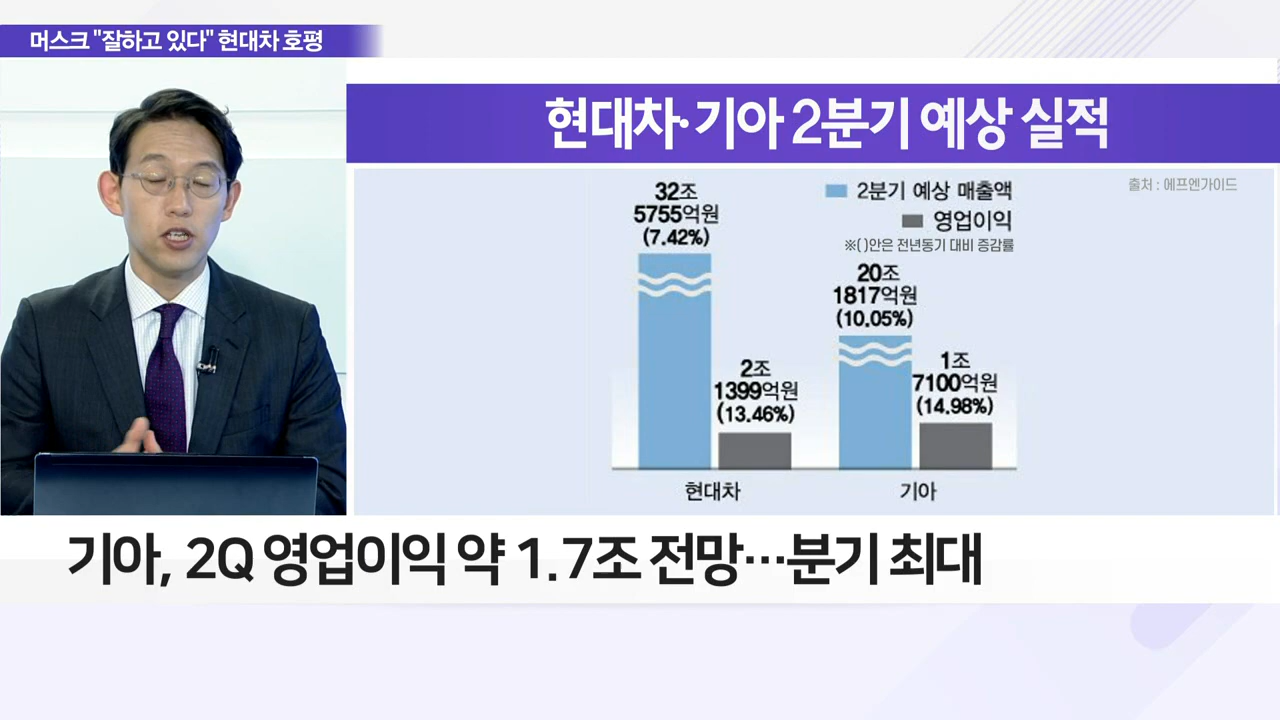 머스크 "잘하고 있다" 현대차 호평
현대차·기아 2분기 예상 실적
출처 : 에프엔가이드
2분기 예상 매출액
영업이익
※( )안은 전년동기 대비 증감률
32조
5755억원
(7.42%)
2조
1399억원
(13.46%)
20조
1817억원
(10.05%)
1조
7100억원
(14.98%)
현대차
기아
기아, 2Q 영업이익 약 1.7조 전망…분기 최대